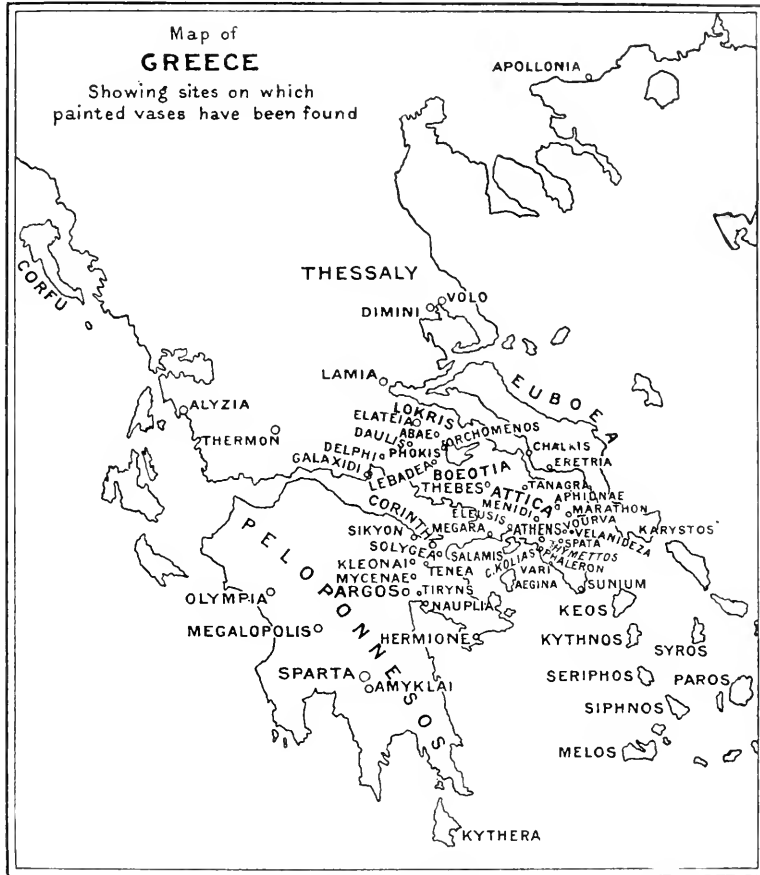 Map of
GREECE
Showing sites on which
painted vases have been found
APOLLONIA
CORFU
THESSALY
VOLO
DIMINI
LAMIA
EUBOEA
ALYZIA
THERMON
LOKRIS
ELATEIA
ABAE
ORCHOMENOS
DAULIS
PHOKIS
CHALKIS
DELPHI
ERETRIA
GALAXIDI
LEBADEA
BOEOTIA
THEBES
TANAGRA
ATTICA
APHIDNAE
MENIDI
MARATHON
CORINTH
ELEUSIS
VOURVA
SIKYON
MEGARA
ATHENS
VELANIDEZA
KARYSTOS
SPATA
HYMETTOS
SOLYGEA
SALAMIS
C. KOLIAS
PHALERON
KLEONAI
TENEA
VARI
MYCENAE
AEGINA
SUNIUM
ARGOS
TIRYNS
NAUPLIA
KEOS
PELOPONNESOS
OLYMPIA
MEGALOPOLIS
HERMIONE
KYTHNOS
SYROS
SPARTA
AMYKLAI
SERIPHOS
PAROS
SIPHNOS
MELOS
KYTHERA